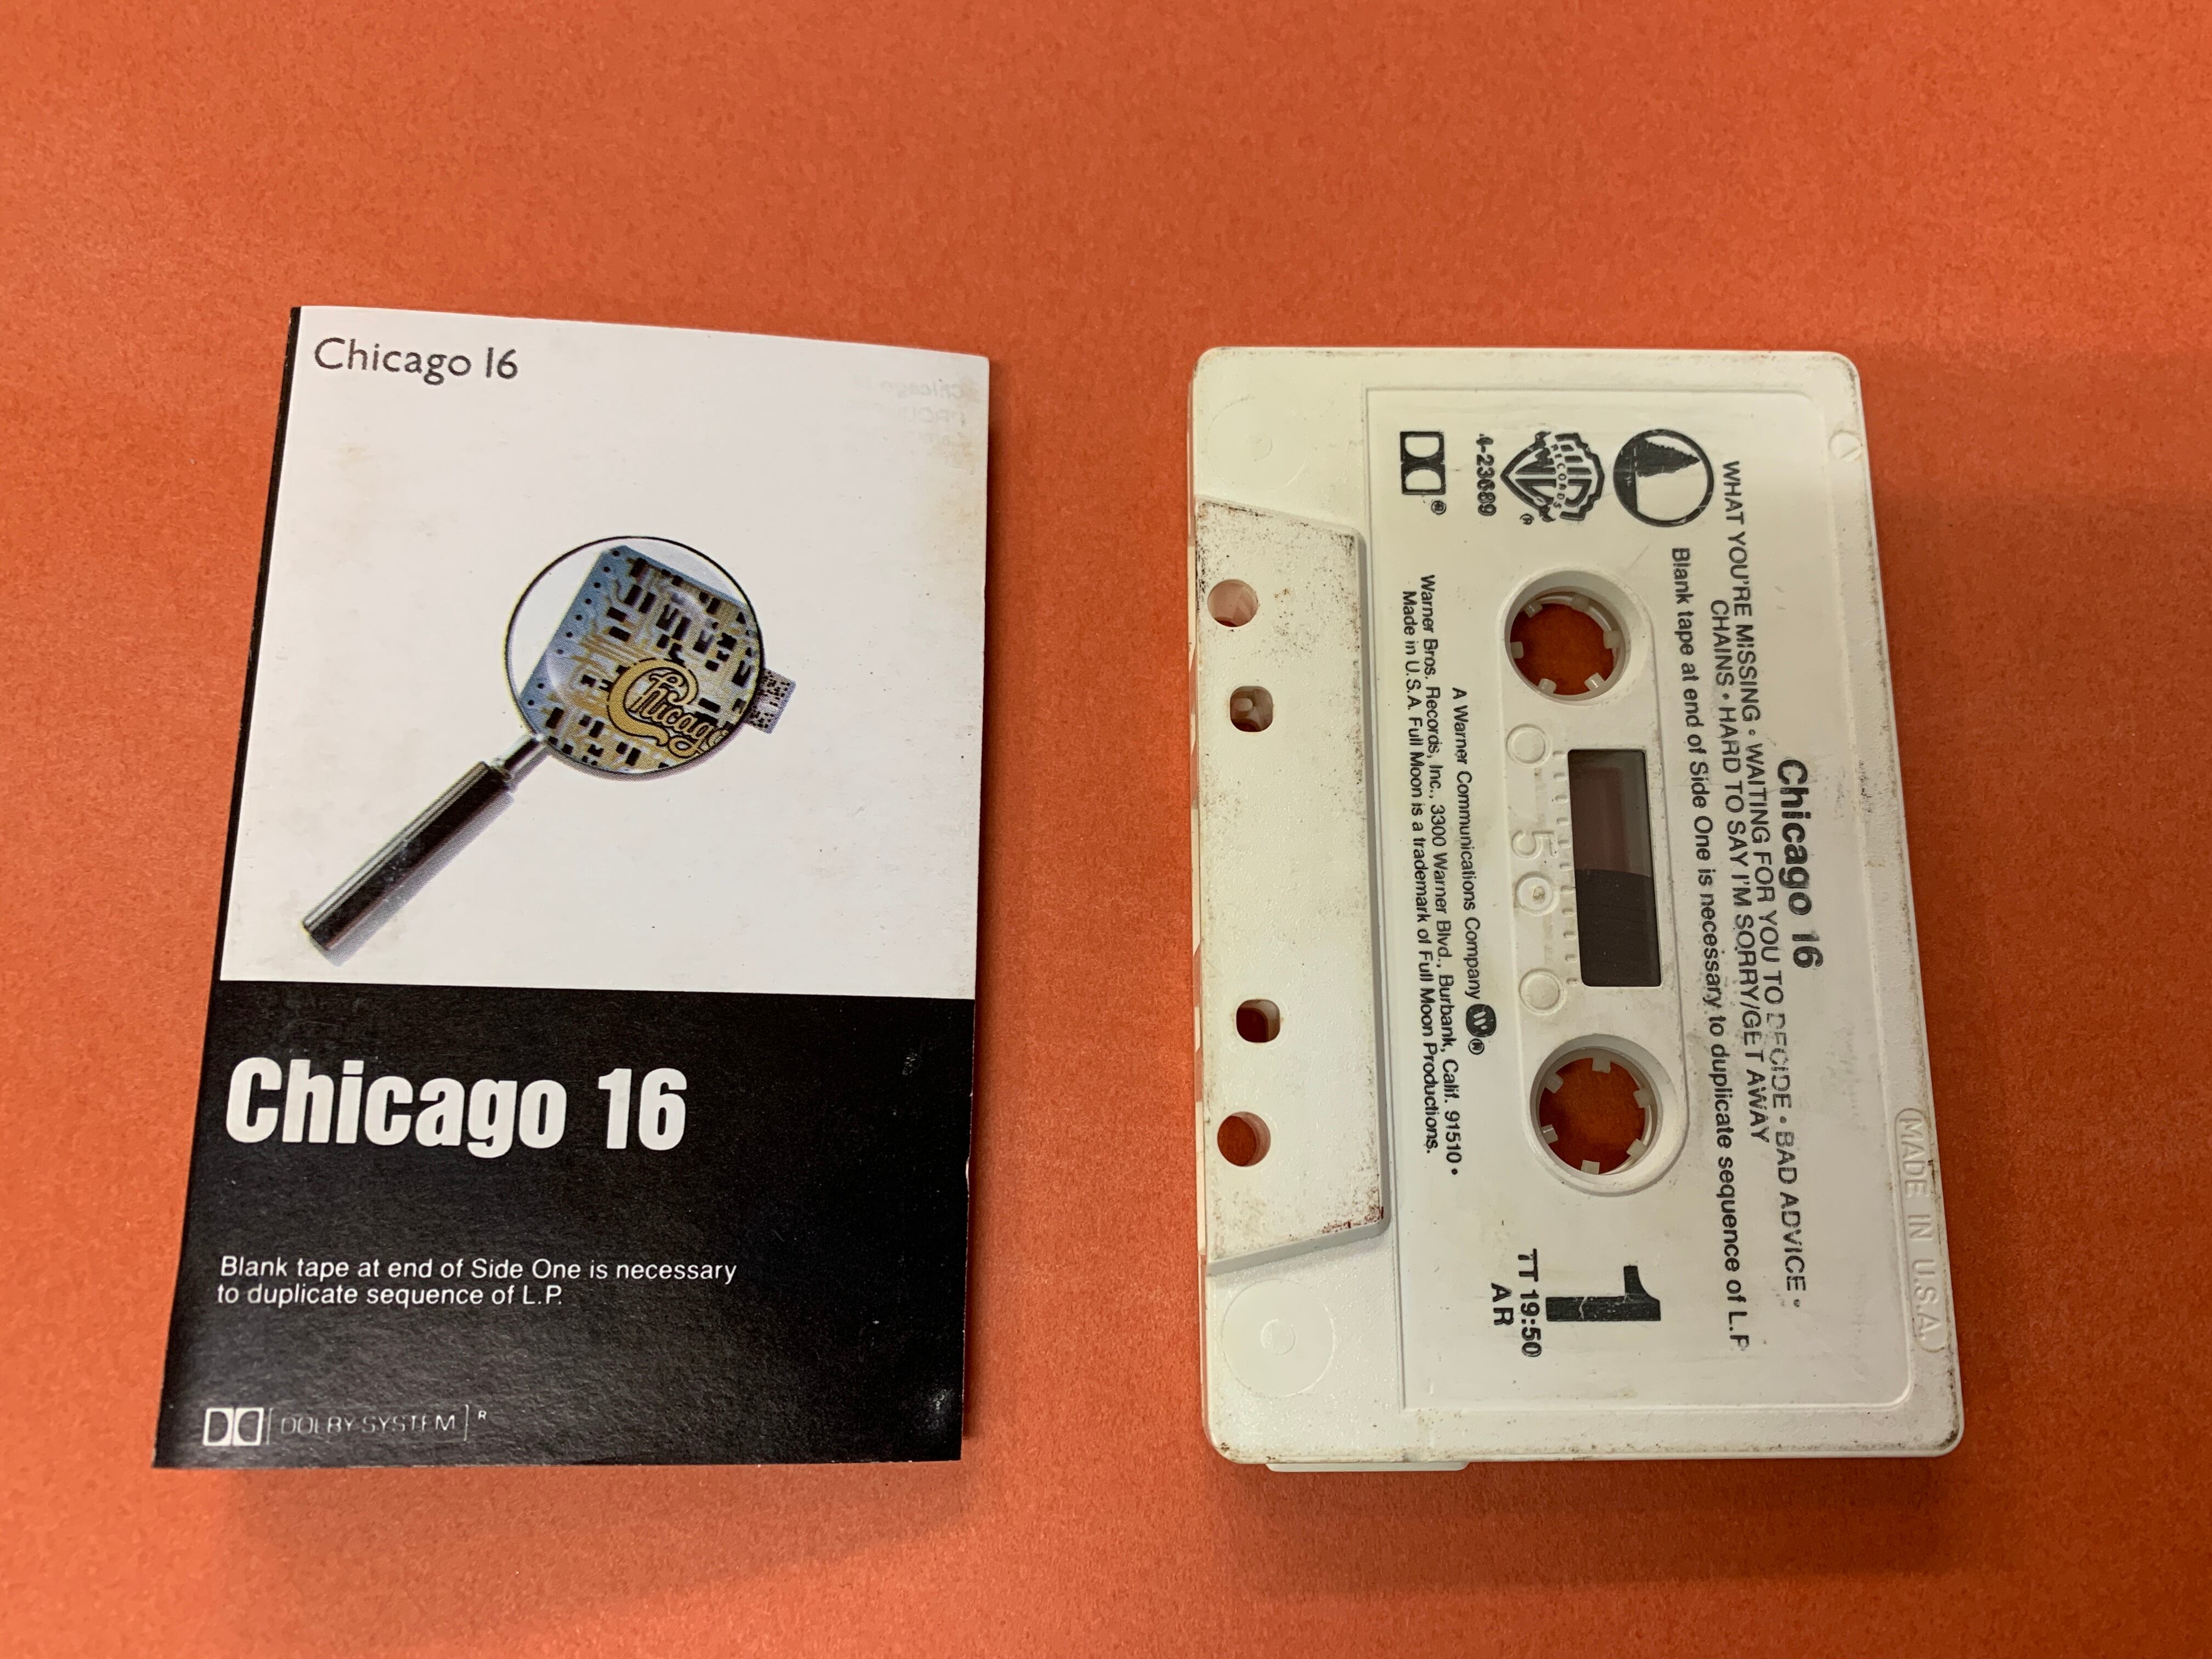 Chicago 16
Chicago
Chicago 16
Blank tape at end of Side One is necessary
to duplicate sequence of L.P.
DOLBY SYSTEM R
Chicago 16
WHAT YOU'RE MISSING • WAITING FOR YOU TO DECIDE • BAD ADVICE •
CHAINS • HARD TO SAY I'M SORRY/GET AWAY
Blank tape at end of Side One is necessary to duplicate sequence of L.P.
RECORDS ®
4-23689
®
1
TT 19:50
AR
50
A Warner Communications Company ®
Warner Bros. Records, Inc., 3300 Warner Blvd., Burbank, Calif. 91510 •
Made in U.S.A. Full Moon is a trademark of Full Moon Productions.
MADE IN U.S.A.